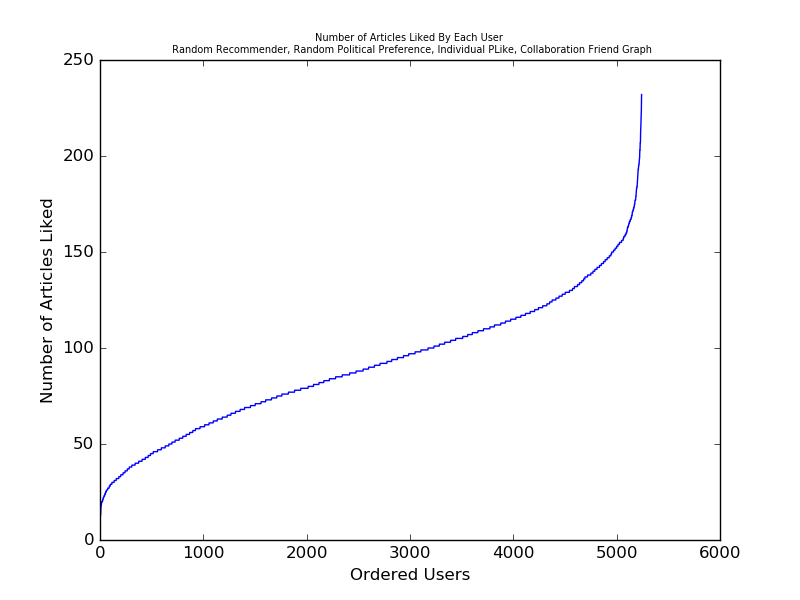 Number of Articles Liked By Each User
Random Recommender, Random Political Preference, Individual PLike, Collaboration Friend Graph
250
200
150
100
50
0
Number of Articles Liked
0 1000 2000 3000 4000 5000 6000
Ordered Users